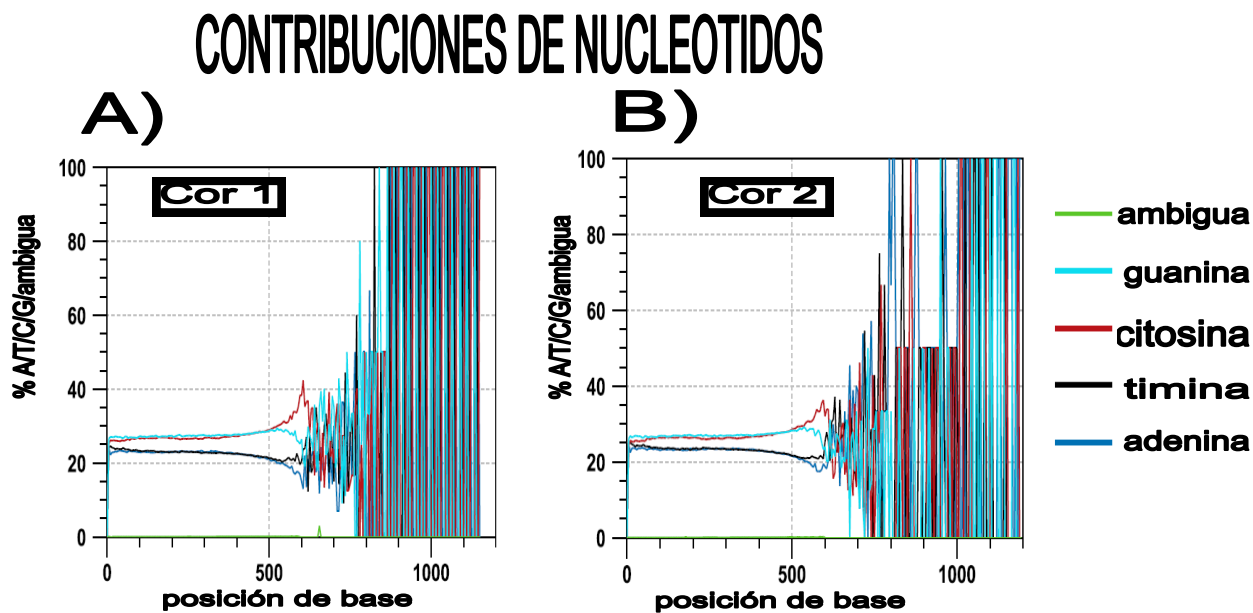 CONTRIBUCIONES DE NUCLEOTIDOS
A)
B)
100
80
60
40
20
0
% A/T/C/G/ambigua
Cor 1
0
500
1000
posición de base
100
80
60
40
20
0
% A/T/C/G/ambigua
Cor 2
0
500
1000
posición de base
ambigua
guanina
citosina
timina
adenina